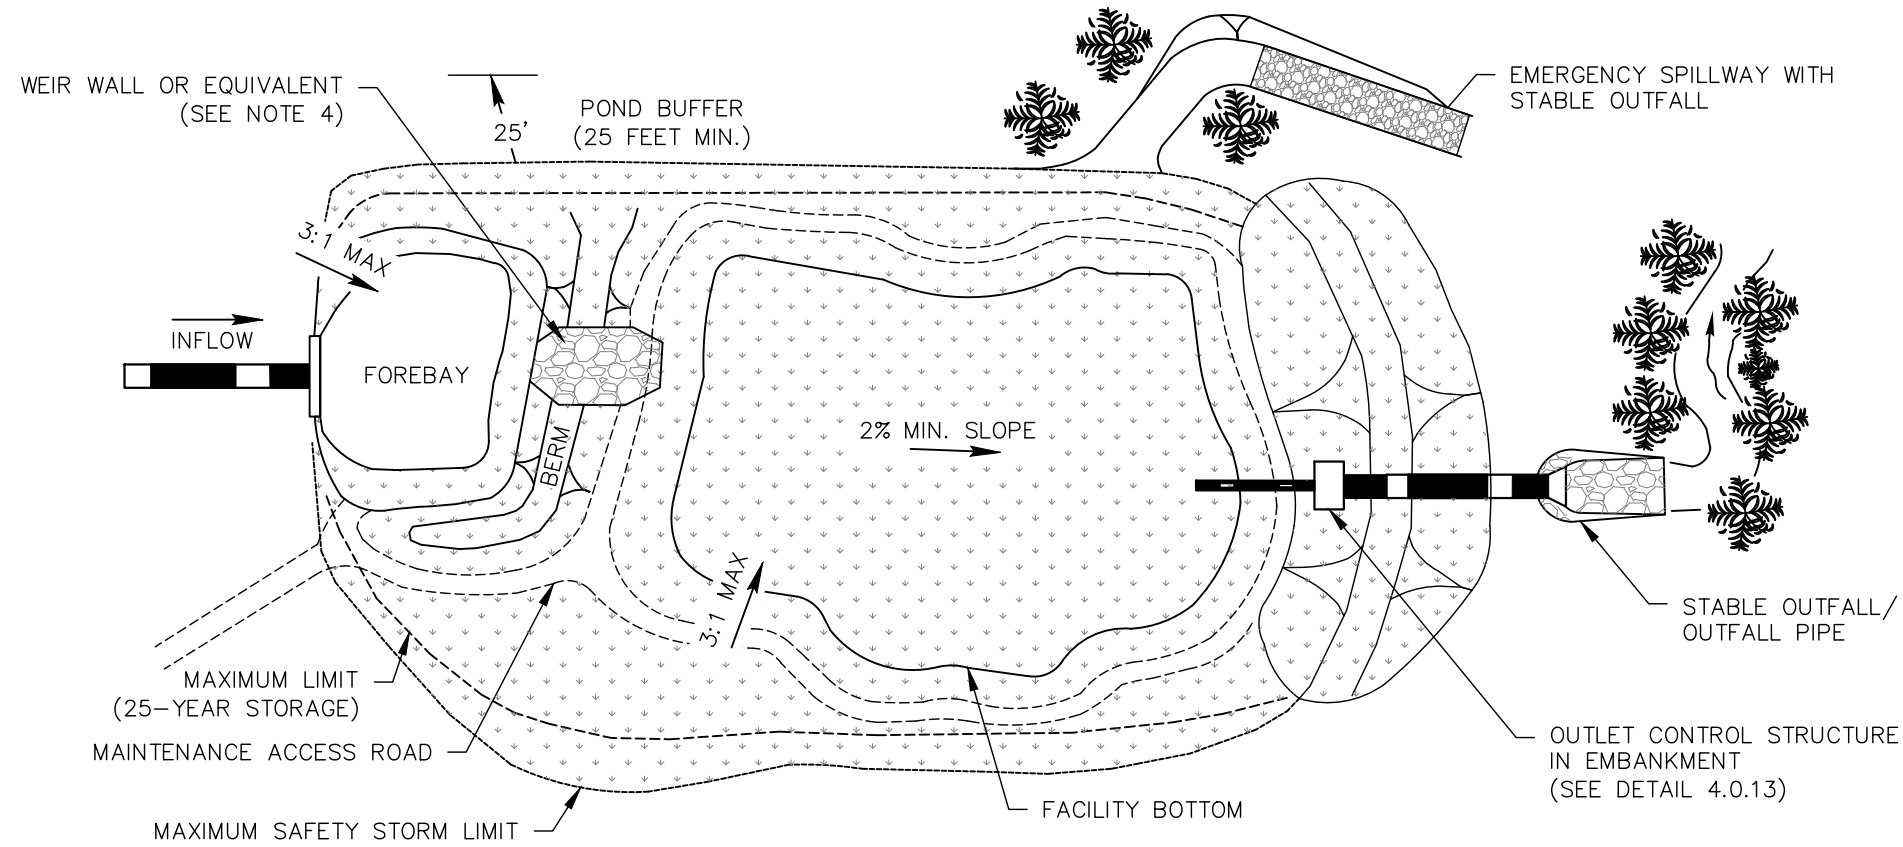 WEIR WALL OR EQUIVALENT
(SEE NOTE 4)
25'
POND BUFFER
(25 FEET MIN.)
EMERGENCY SPILLWAY WITH
STABLE OUTFALL
3:1 MAX
INFLOW
FOREBAY
BERM
2% MIN. SLOPE
3:1 MAX
STABLE OUTFALL/
OUTFALL PIPE
MAXIMUM LIMIT
(25-YEAR STORAGE)
MAINTENANCE ACCESS ROAD
OUTLET CONTROL STRUCTURE
IN EMBANKMENT
(SEE DETAIL 4.0.13)
FACILITY BOTTOM
MAXIMUM SAFETY STORM LIMIT